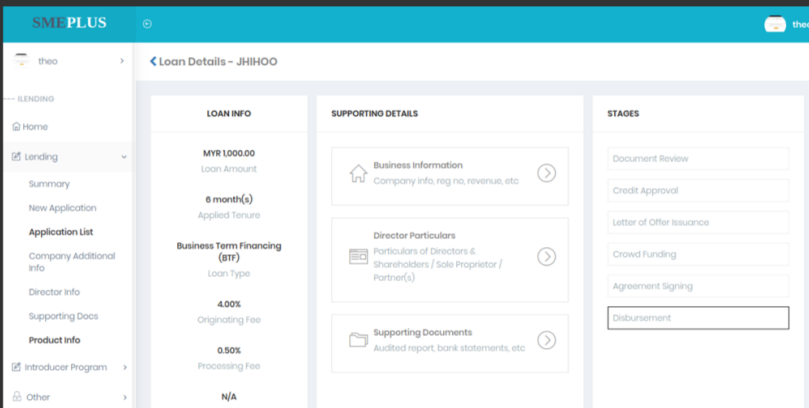 SMEPLUS
theo
theo
ILENDING
Home
Lending
Summary
New Application
Application List
Company Additional
Info
Director Info
Supporting Docs
Product Info
Introducer Program
Other
Loan Details - JHIHOO
LOAN INFO
MYR 1,000.00
Loan Amount
6 month(s)
Applied Tenure
Business Term Financing
(BTF)
Loan Type
4.00%
Originating Fee
0.50%
Processing Fee
N/A
SUPPORTING DETAILS
Business Information
Company info, reg no, revenue, etc
Director Particulars
Particulars of Directors &
Shareholders / Sole Proprietor /
Partner(s)
Supporting Documents
Audited report, bank statements, etc
STAGES
Document Review
Credit Approval
Letter of Offer Issuance
Crowd Funding
Agreement Signing
Disbursement